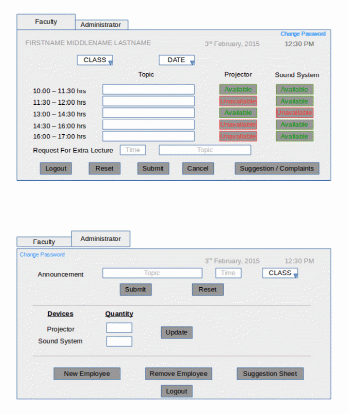 Faculty Administrator
Change Password
FIRSTNAME MIDDLENAME LASTNAME 3rd February, 2015 12:30 PM
CLASS DATE
Topic Projector Sound System
10:00 – 11:30 hrs Available Available
11:30 – 12:00 hrs Unavailable Available
13:00 – 14:30 hrs Available Unavailable
14:30 – 16:00 hrs Unavailable Available
16:00 – 17:00 hrs Unavailable Available
Request For Extra Lecture Time Topic
Logout Reset Submit Cancel Suggestion / Complaints
Faculty Administrator
Change Password
3rd February, 2015 12:30 PM
Announcement Topic Time CLASS
Submit Reset
Devices Quantity
Projector
Update
Sound System
New Employee Remove Employee Suggestion Sheet
Logout